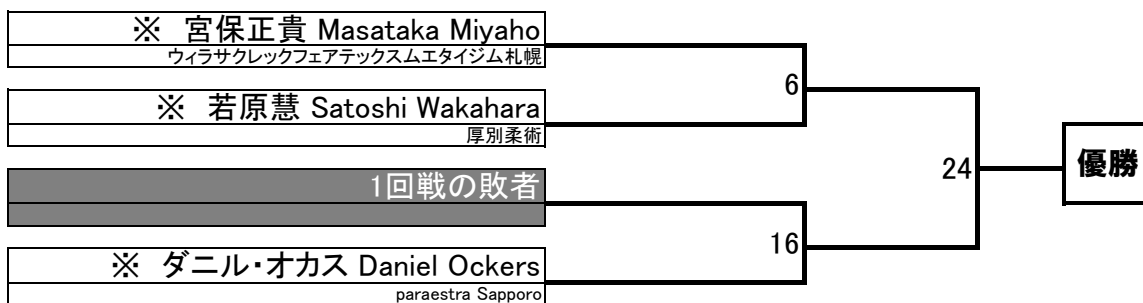 ※ 宮保正貴 Masataka Miyaho
ウィラサクレックフェアテックスムエタイジム札幌
6
※ 若原慧 Satoshi Wakahara
厚別柔術
24
優勝
1回戦の敗者
16
※ ダニル・オカス Daniel Ockers
paraestra Sapporo